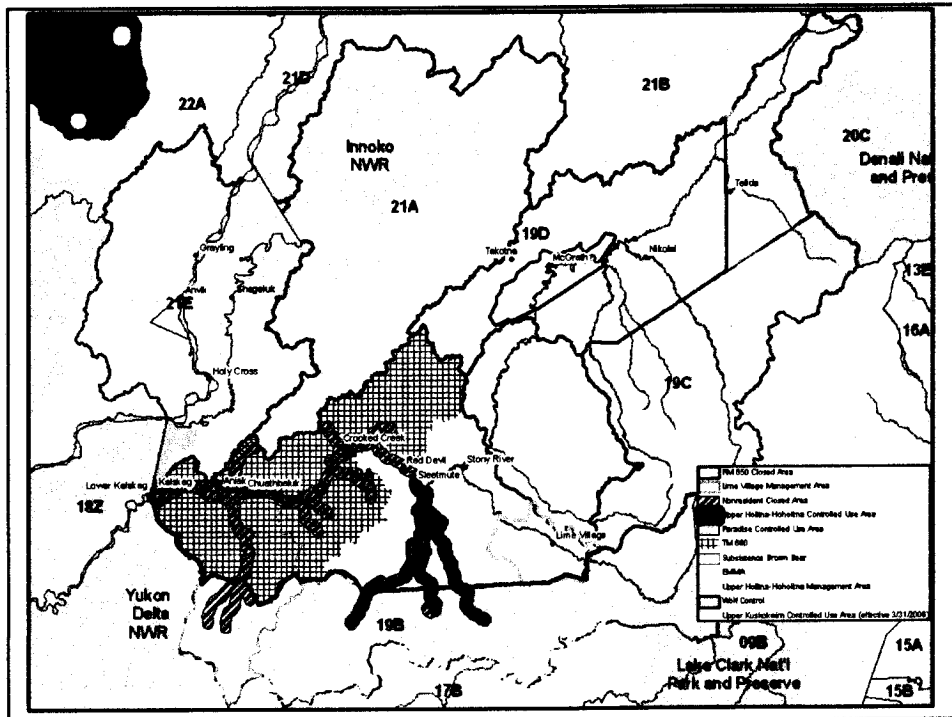 22A
21D
21B
20C
Denali Na
and Pres
Innoko
NWR
21A
19D
Telida
Takotna
McGrath
Nikolai
Grayling
Anvik
Shageluk
21E
13E
16A
Holy Cross
19C
Crooked Creek
Red Devil
Stony River
Sleetmute
Lower Kalskag
Kalskag
Aniak
Chuathbaluk
18Z
Lime Village
RM 650 Closed Area
Lime Village Management Area
Nonresident Closed Area
Upper Holitna-Hoholitna Controlled Use Area
Paradise Controlled Use Area
TM 680
Subsistence Brown Bear
EMMA
Upper Holitna-Hoholitna Management Area
Wolf Control
Upper Kuskokwim Controlled Use Area (effective 3/31/2006)
Yukon
Delta
NWR
19B
09B
15A
Lake Clark Nat'l
Park and Preserve
17B
15B